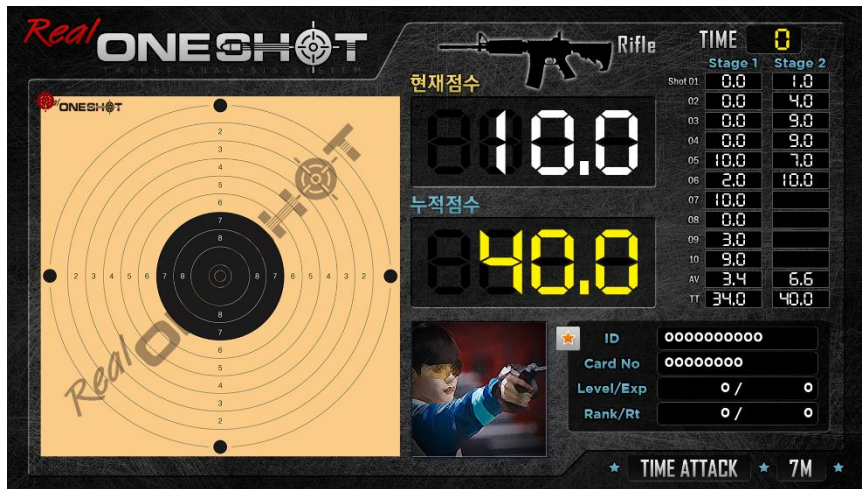 Real ONESHOT
TARGET ANALYSIS SYSTEM
Rifle
TIME 0
Stage 1 Stage 2
Shot 01 0.0 1.0
02 0.0 4.0
03 0.0 9.0
04 0.0 9.0
05 10.0 7.0
06 2.0 10.0
07 10.0
08 0.0
09 3.0
10 9.0
AV 3.4 6.6
TT 34.0 40.0
현재점수
10.0
누적점수
40.0
Real ONESHOT
2
3
4
5
6
7
8
2 3 4 5 6 7 8 8 7 6 5 4 3 2
8
7
6
5
4
3
2
Real ONESHOT
ID 0000000000
Card No 00000000
Level/Exp 0 / 0
Rank/Rt 0 / 0
TIME ATTACK 7M